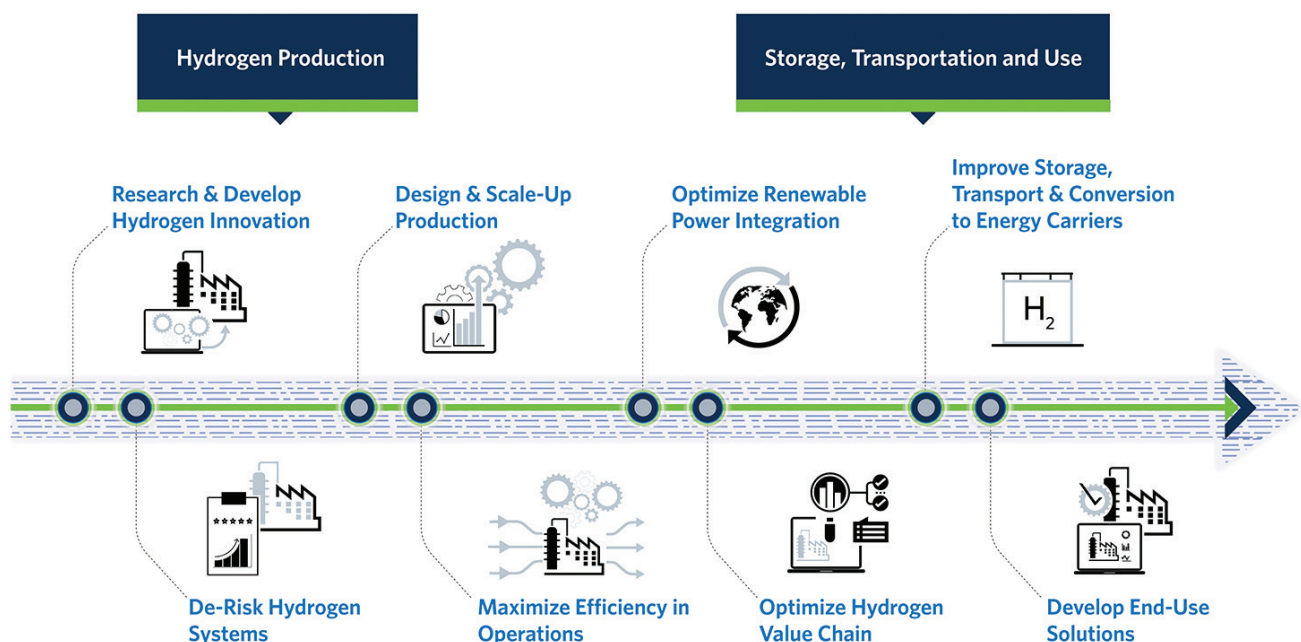 Hydrogen Production
Storage, Transportation and Use
Research & Develop
Hydrogen Innovation
Design & Scale-Up
Production
Optimize Renewable
Power Integration
Improve Storage,
Transport & Conversion
to Energy Carriers
H2
De-Risk Hydrogen
Systems
Maximize Efficiency in
Operations
Optimize Hydrogen
Value Chain
Develop End-Use
Solutions